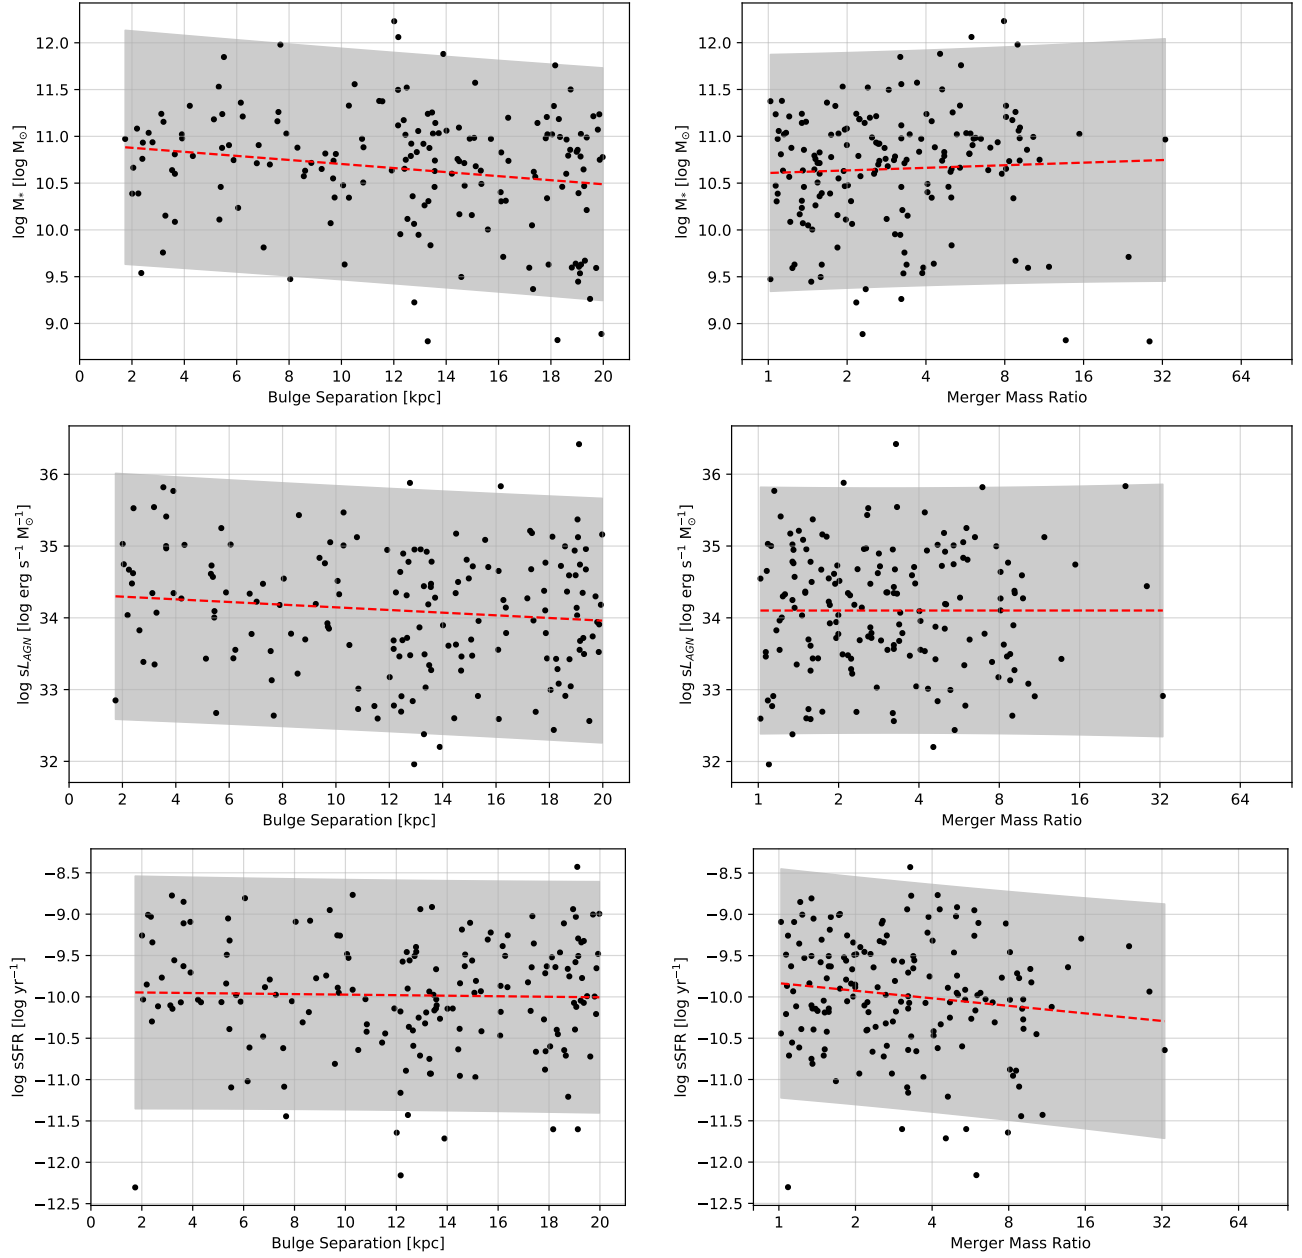 12.0
11.5
11.0
10.5
10.0
9.5
9.0
log M* [log M⊙]
0 2 4 6 8 10 12 14 16 18 20
Bulge Separation [kpc]
12.0
11.5
11.0
10.5
10.0
9.5
9.0
log M* [log M⊙]
1 2 4 8 16 32 64
Merger Mass Ratio
36
35
34
33
32
log sL_AGN [log erg s⁻¹ M⊙⁻¹]
0 2 4 6 8 10 12 14 16 18 20
Bulge Separation [kpc]
36
35
34
33
32
log sL_AGN [log erg s⁻¹ M⊙⁻¹]
1 2 4 8 16 32 64
Merger Mass Ratio
−8.5
−9.0
−9.5
−10.0
−10.5
−11.0
−11.5
−12.0
−12.5
log sSFR [log yr⁻¹]
0 2 4 6 8 10 12 14 16 18 20
Bulge Separation [kpc]
−8.5
−9.0
−9.5
−10.0
−10.5
−11.0
−11.5
−12.0
−12.5
log sSFR [log yr⁻¹]
1 2 4 8 16 32 64
Merger Mass Ratio